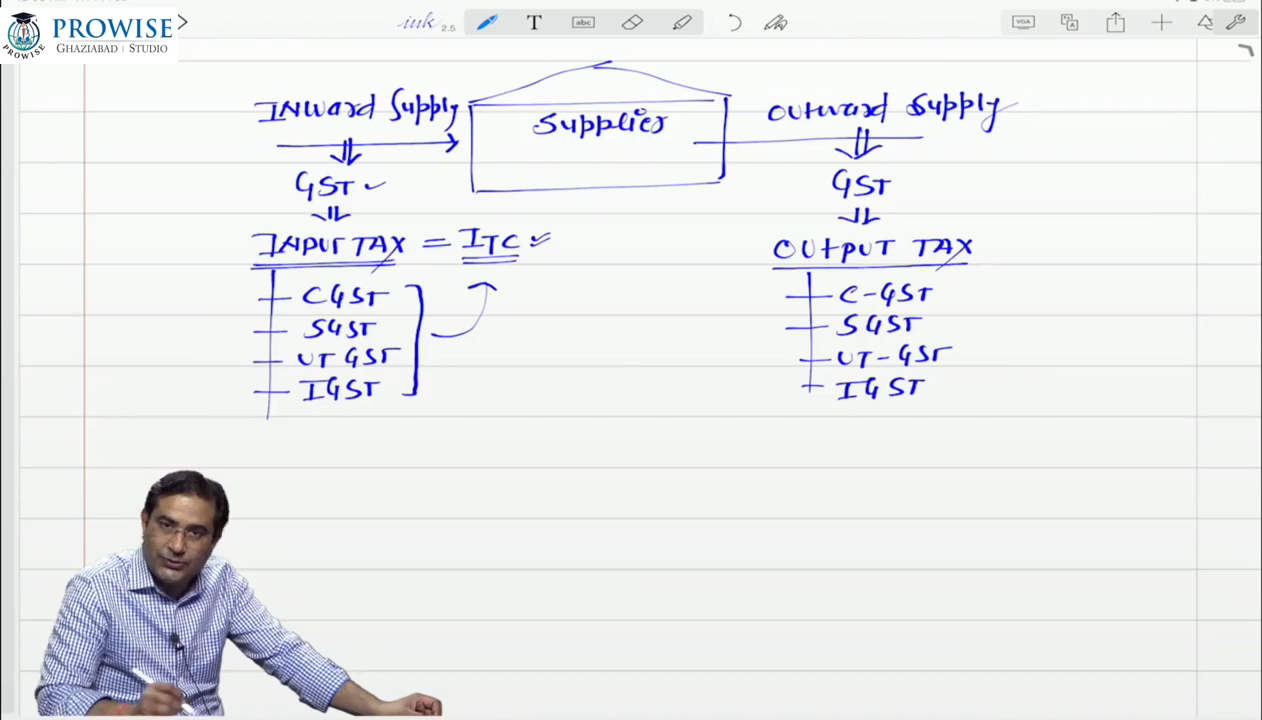 PROWISE
GHAZIABAD | STUDIO
PROWISE
ink 2.5
T
abc
VGA
INward Supply
Supplier
Outward Supply
GST
GST
INPUT TAX = ITC
OUTPUT TAX
CGST
C-GST
SGST
SGST
UTGST
UT-GST
IGST
IGST